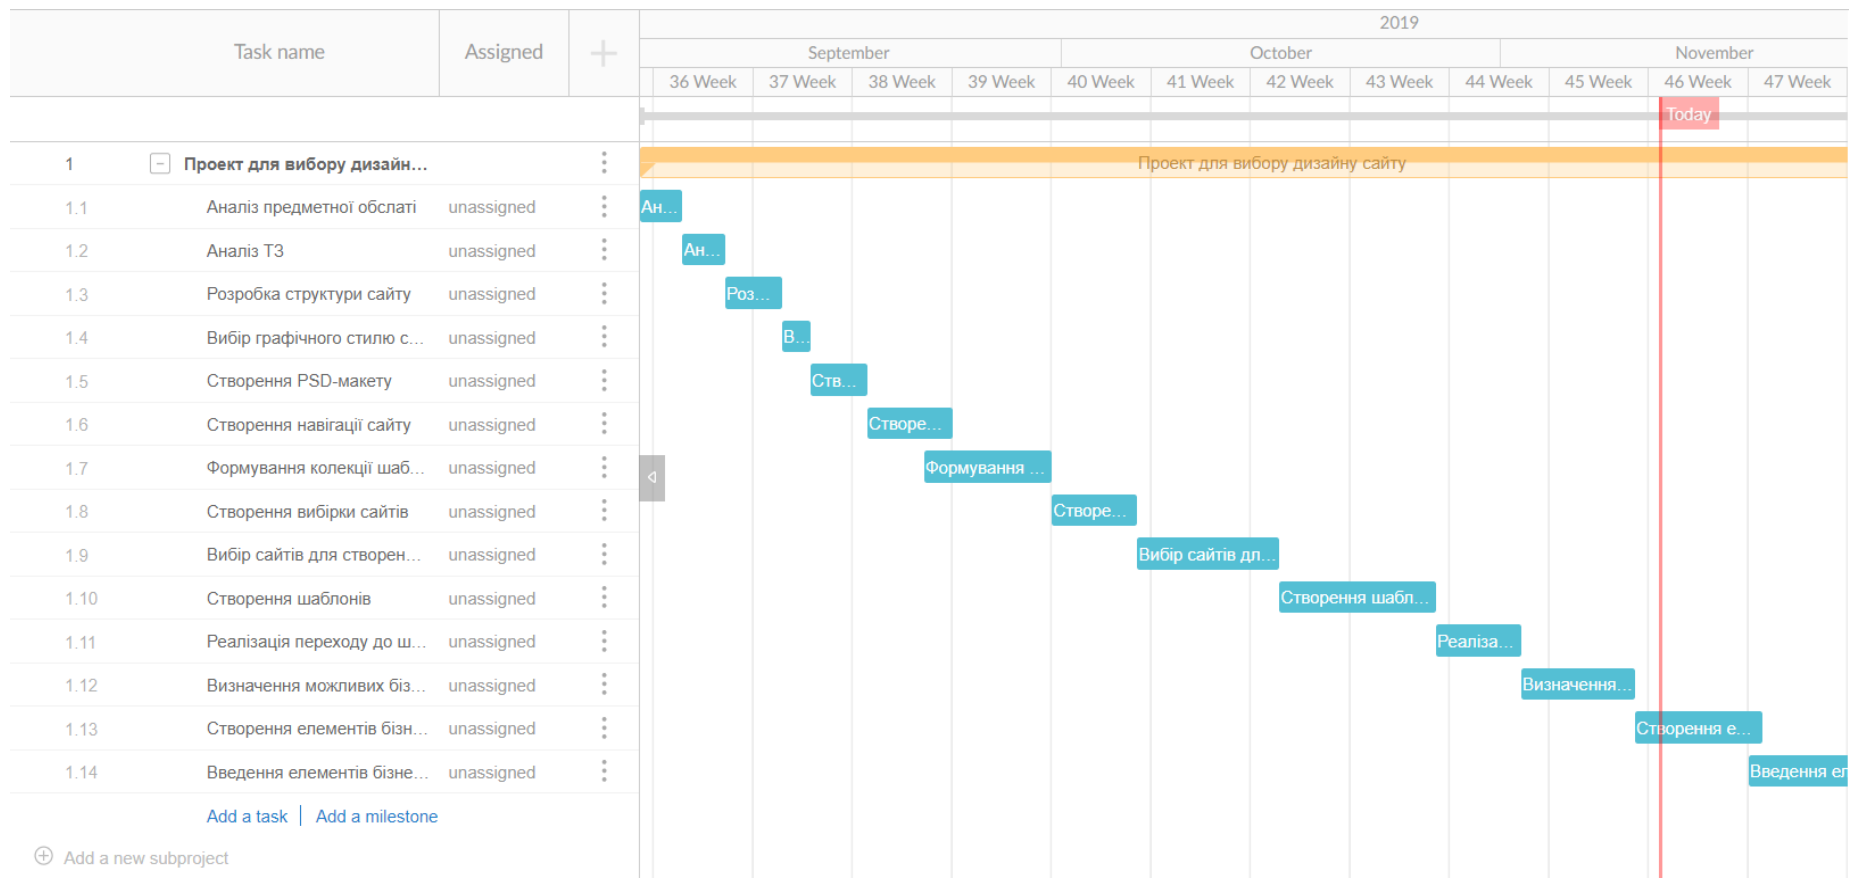 2019
Task name Assigned September October November
36 Week 37 Week 38 Week 39 Week 40 Week 41 Week 42 Week 43 Week 44 Week 45 Week 46 Week 47 Week
Today
1 Проект для вибору дизайн... Проект для вибору дизайну сайту
1.1 Аналіз предметної обслаті unassigned Ан...
1.2 Аналіз ТЗ unassigned Ан...
1.3 Розробка структури сайту unassigned Роз...
1.4 Вибір графічного стилю с... unassigned В...
1.5 Створення PSD-макету unassigned Ств...
1.6 Створення навігації сайту unassigned Створе...
1.7 Формування колекції шаб... unassigned Формування ...
1.8 Створення вибірки сайтів unassigned Створе...
1.9 Вибір сайтів для створен... unassigned Вибір сайтів дл...
1.10 Створення шаблонів unassigned Створення шабл...
1.11 Реалізація переходу до ш... unassigned Реаліза...
1.12 Визначення можливих біз... unassigned Визначення...
1.13 Створення елементів бізн... unassigned Створення е...
1.14 Введення елементів бізне... unassigned Введення ел
Add a task | Add a milestone
Add a new subproject